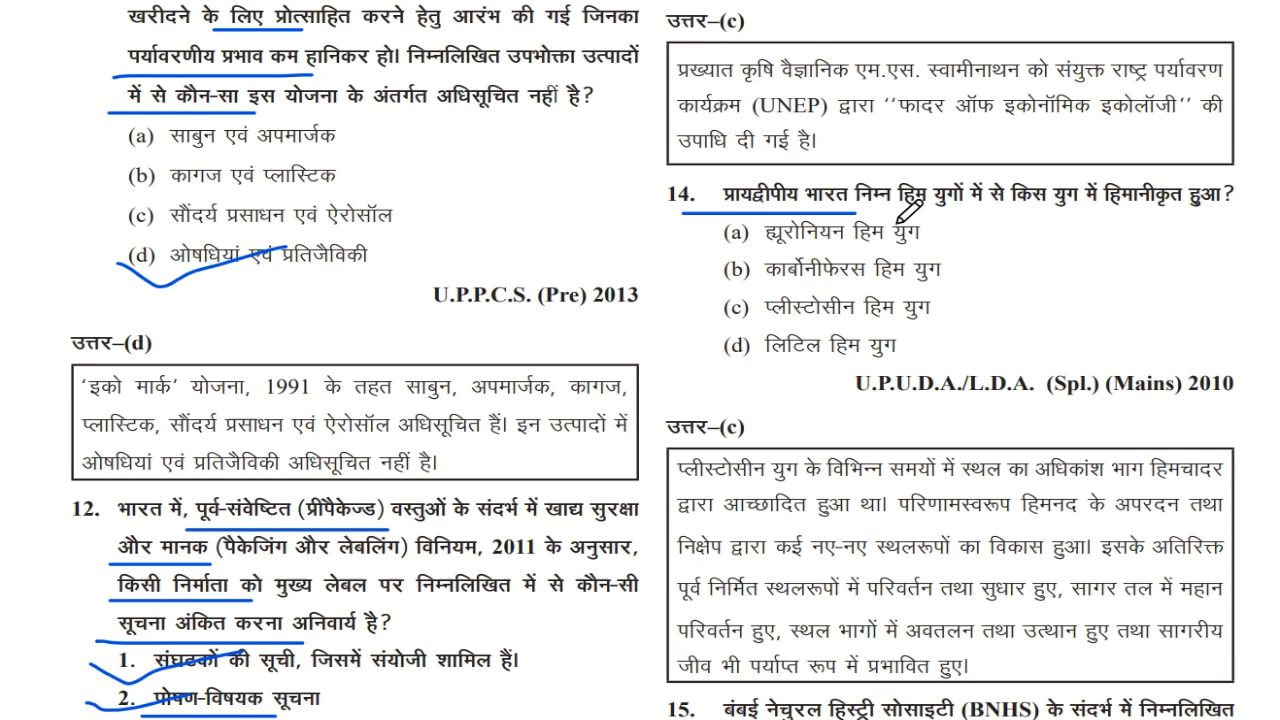 खरीदने के लिए प्रोत्साहित करने हेतु आरंभ की गई जिनका
पर्यावरणीय प्रभाव कम हानिकर हो। निम्नलिखित उपभोक्ता उत्पादों
में से कौन-सा इस योजना के अंतर्गत अधिसूचित नहीं है?
(a) साबुन एवं अपमार्जक
(b) कागज एवं प्लास्टिक
(c) सौंदर्य प्रसाधन एवं ऐरोसॉल
(d) ओषधियां एवं प्रतिजैविकी
U.P.P.C.S. (Pre) 2013
उत्तर–(d)
‘इको मार्क’ योजना, 1991 के तहत साबुन, अपमार्जक, कागज,
प्लास्टिक, सौंदर्य प्रसाधन एवं ऐरोसॉल अधिसूचित हैं। इन उत्पादों में
ओषधियां एवं प्रतिजैविकी अधिसूचित नहीं है।
12. भारत में, पूर्व-संवेष्टित (प्रीपैकेज्ड) वस्तुओं के संदर्भ में खाद्य सुरक्षा
और मानक (पैकेजिंग और लेबलिंग) विनियम, 2011 के अनुसार,
किसी निर्माता को मुख्य लेबल पर निम्नलिखित में से कौन-सी
सूचना अंकित करना अनिवार्य है?
1. संघटकों की सूची, जिसमें संयोजी शामिल हैं।
2. पोषण-विषयक सूचना
उत्तर–(c)
प्रख्यात कृषि वैज्ञानिक एम.एस. स्वामीनाथन को संयुक्त राष्ट्र पर्यावरण
कार्यक्रम (UNEP) द्वारा ‘‘फादर ऑफ इकोनॉमिक इकोलॉजी’’ की
उपाधि दी गई है।
14. प्रायद्वीपीय भारत निम्न हिम युगों में से किस युग में हिमानीकृत हुआ?
(a) ह्यूरोनियन हिम युग
(b) कार्बोनीफेरस हिम युग
(c) प्लीस्टोसीन हिम युग
(d) लिटिल हिम युग
U.P.U.D.A./L.D.A. (Spl.) (Mains) 2010
उत्तर–(c)
प्लीस्टोसीन युग के विभिन्न समयों में स्थल का अधिकांश भाग हिमचादर
द्वारा आच्छादित हुआ था। परिणामस्वरूप हिमनद के अपरदन तथा
निक्षेप द्वारा कई नए-नए स्थलरूपों का विकास हुआ। इसके अतिरिक्त
पूर्व निर्मित स्थलरूपों में परिवर्तन तथा सुधार हुए, सागर तल में महान
परिवर्तन हुए, स्थल भागों में अवतलन तथा उत्थान हुए तथा सागरीय
जीव भी पर्याप्त रूप में प्रभावित हुए।
15. बंबई नेचुरल हिस्ट्री सोसाइटी (BNHS) के संदर्भ में निम्नलिखित